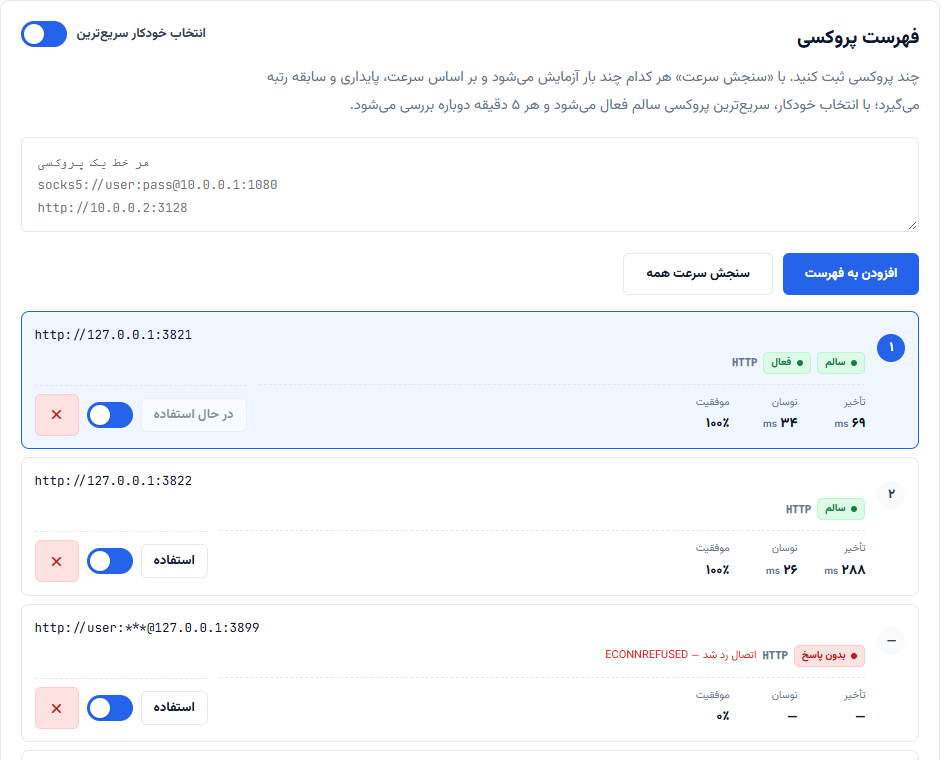 فهرست پروکسی
انتخاب خودکار سریع‌ترین
چند پروکسی ثبت کنید. با «سنجش سرعت» هر کدام چند بار آزمایش می‌شود و بر اساس سرعت، پایداری و سابقه رتبه
می‌گیرد؛ با انتخاب خودکار، سریع‌ترین پروکسی سالم فعال می‌شود و هر ۵ دقیقه دوباره بررسی می‌شود.
هر خط یک پروکسی
socks5://user:pass@10.0.0.1:1080
http://10.0.0.2:3128
افزودن به فهرست
سنجش سرعت همه
۱
http://127.0.0.1:3821
سالم فعال HTTP
تأخیر نوسان موفقیت
۶۹ ms ۳۴ ms ۱۰۰٪
در حال استفاده ✕
۲
http://127.0.0.1:3822
سالم HTTP
تأخیر نوسان موفقیت
۲۸۸ ms ۲۶ ms ۱۰۰٪
استفاده ✕
—
http://user:***@127.0.0.1:3899
بدون پاسخ HTTP اتصال رد شد — ECONNREFUSED
تأخیر نوسان موفقیت
— — ۰٪
استفاده ✕